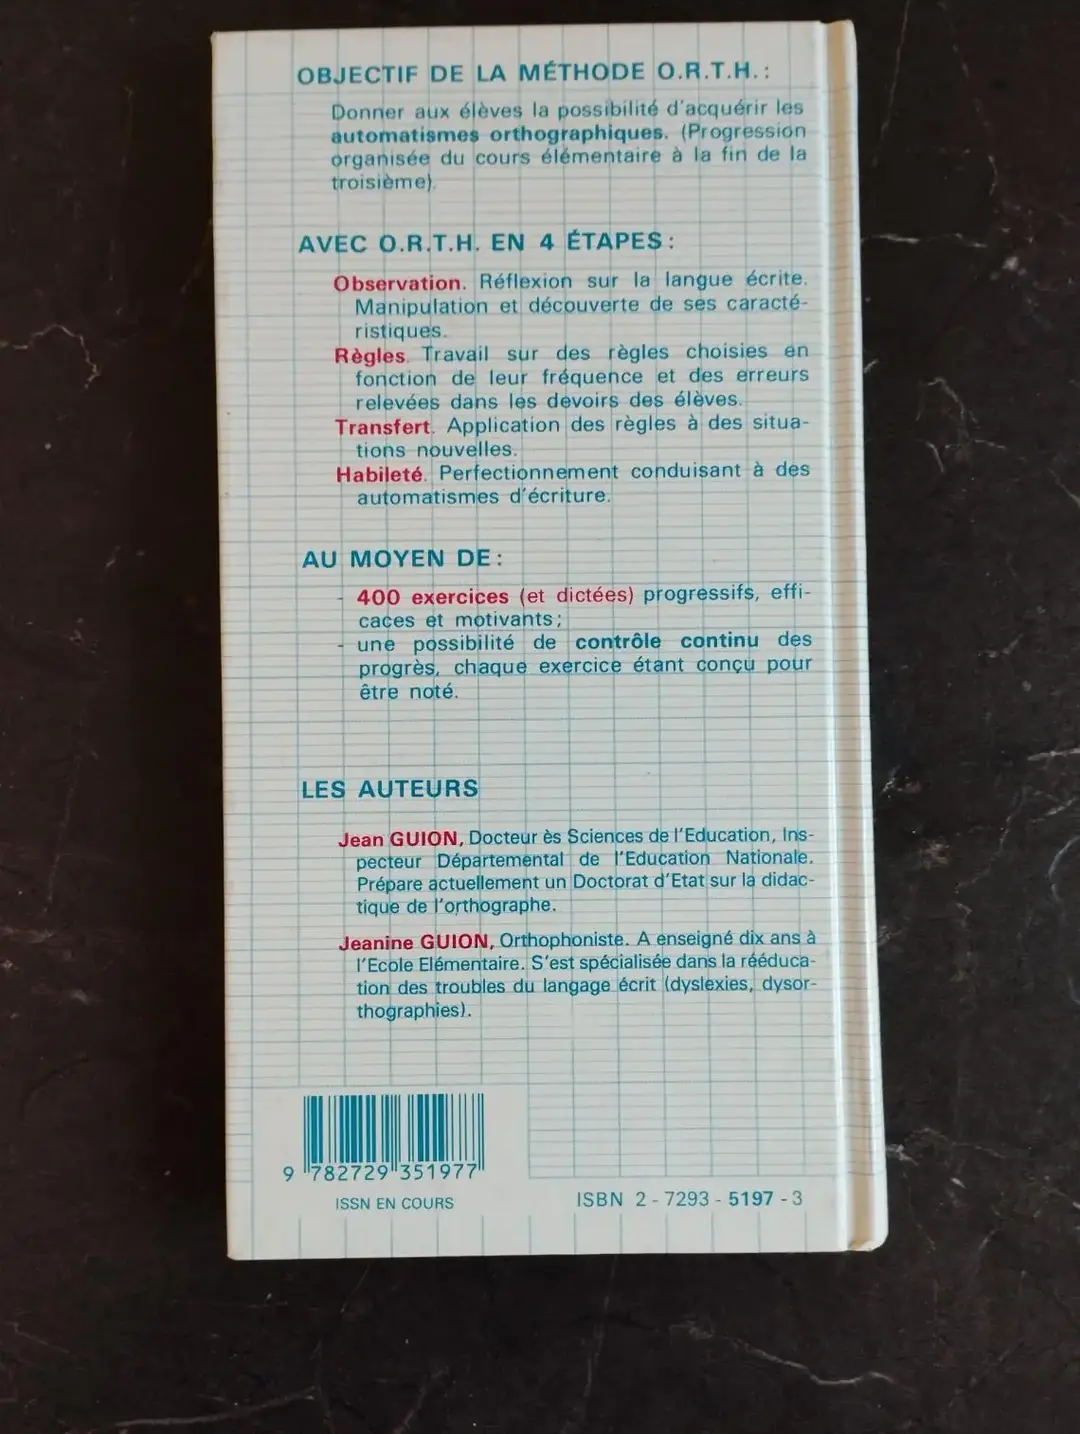 OBJECTIF DE LA MÉTHODE O.R.T.H. :
Donner aux élèves la possibilité d'acquérir les
automatismes orthographiques. (Progression
organisée du cours élémentaire à la fin de la
troisième).
AVEC O.R.T.H. EN 4 ÉTAPES :
Observation. Réflexion sur la langue écrite.
Manipulation et découverte de ses caracté-
ristiques.
Règles. Travail sur des règles choisies en
fonction de leur fréquence et des erreurs
relevées dans les devoirs des élèves.
Transfert. Application des règles à des situa-
tions nouvelles.
Habileté. Perfectionnement conduisant à des
automatismes d'écriture.
AU MOYEN DE :
- 400 exercices (et dictées) progressifs, effi-
caces et motivants ;
- une possibilité de contrôle continu des
progrès, chaque exercice étant conçu pour
être noté.
LES AUTEURS
Jean GUION, Docteur ès Sciences de l'Education, Ins-
pecteur Départemental de l'Education Nationale.
Prépare actuellement un Doctorat d'Etat sur la didac-
tique de l'orthographe.
Jeanine GUION, Orthophoniste. A enseigné dix ans à
l'Ecole Elémentaire. S'est spécialisée dans la rééduca-
tion des troubles du langage écrit (dyslexies, dysor-
thographies).
9 782729 351977
ISSN EN COURS
ISBN 2 - 7293 - 5197 - 3